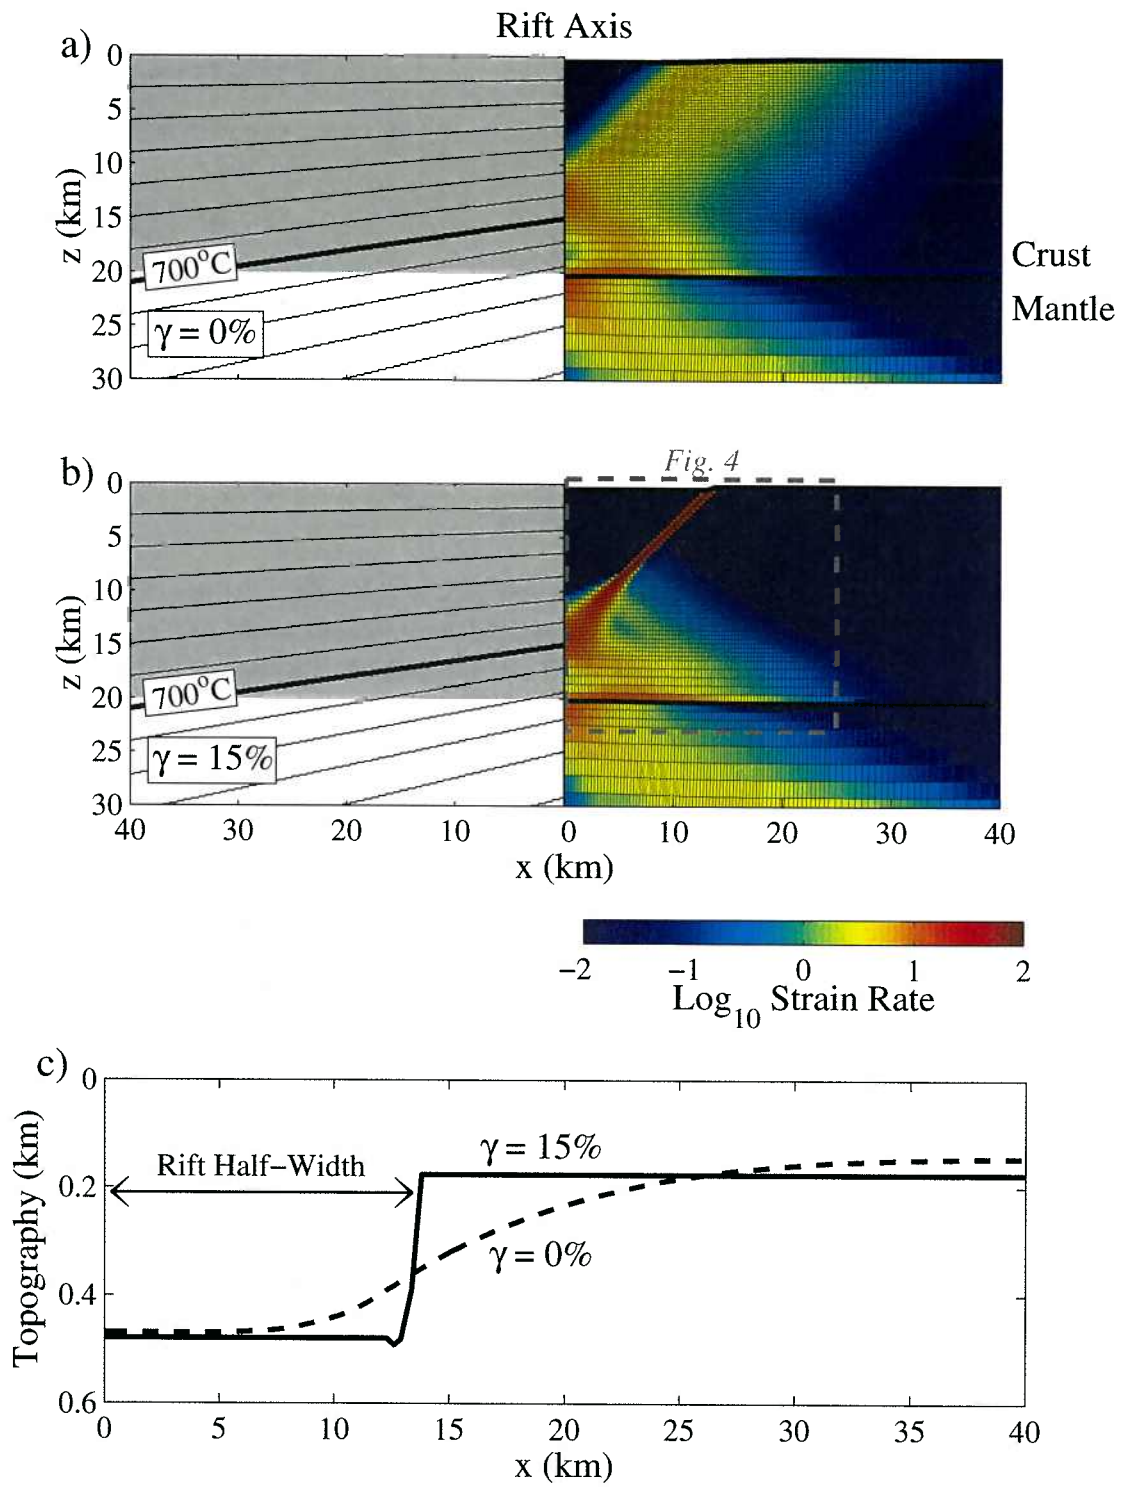 Rift Axis
a)
0
5
10
15
20
25
30
z (km)
700°C
γ = 0%
Crust
Mantle
b)
Fig. 4
0
5
10
15
20
25
30
z (km)
700°C
γ = 15%
40 30 20 10 0 10 20 30 40
x (km)
−2 −1 0 1 2
Log10 Strain Rate
c)
0
0.2
0.4
0.6
Topography (km)
γ = 15%
Rift Half−Width
γ = 0%
0 5 10 15 20 25 30 35 40
x (km)